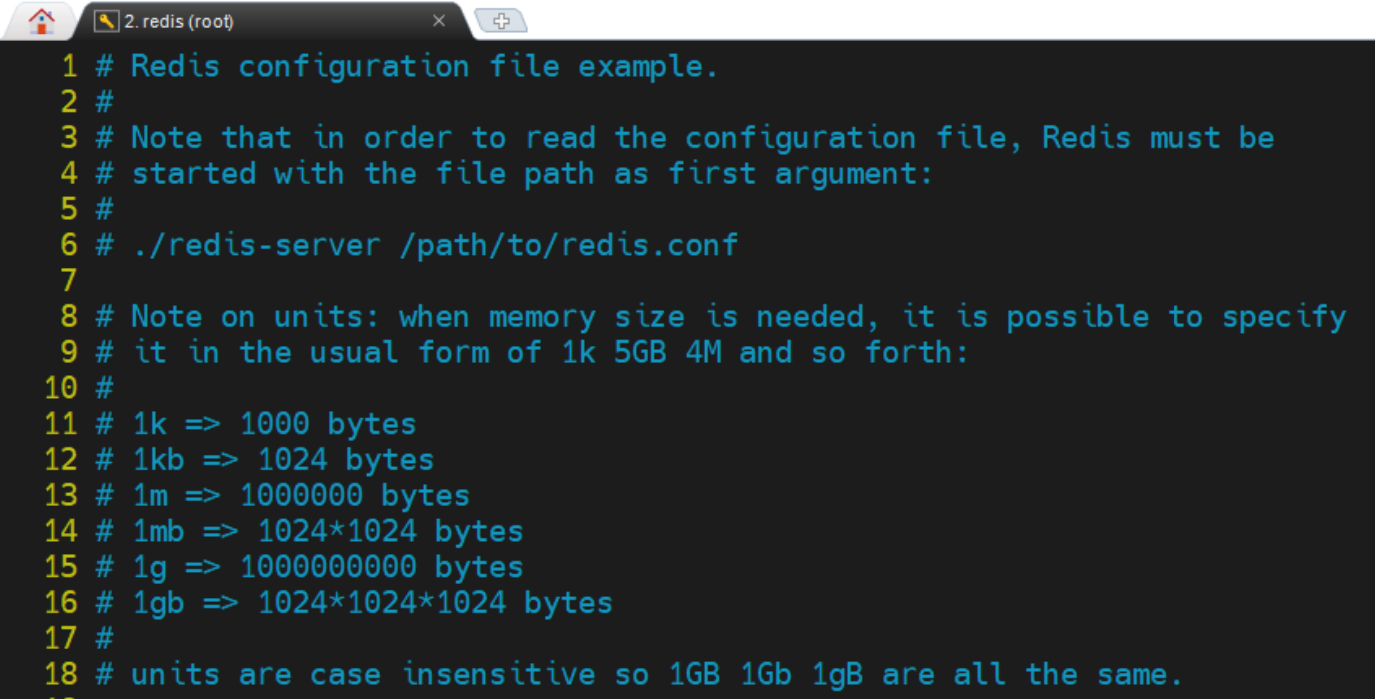 2. redis (root)
1 # Redis configuration file example.
2 #
3 # Note that in order to read the configuration file, Redis must be
4 # started with the file path as first argument:
5 #
6 # ./redis-server /path/to/redis.conf
7
8 # Note on units: when memory size is needed, it is possible to specify
9 # it in the usual form of 1k 5GB 4M and so forth:
10 #
11 # 1k => 1000 bytes
12 # 1kb => 1024 bytes
13 # 1m => 1000000 bytes
14 # 1mb => 1024*1024 bytes
15 # 1g => 1000000000 bytes
16 # 1gb => 1024*1024*1024 bytes
17 #
18 # units are case insensitive so 1GB 1Gb 1gB are all the same.